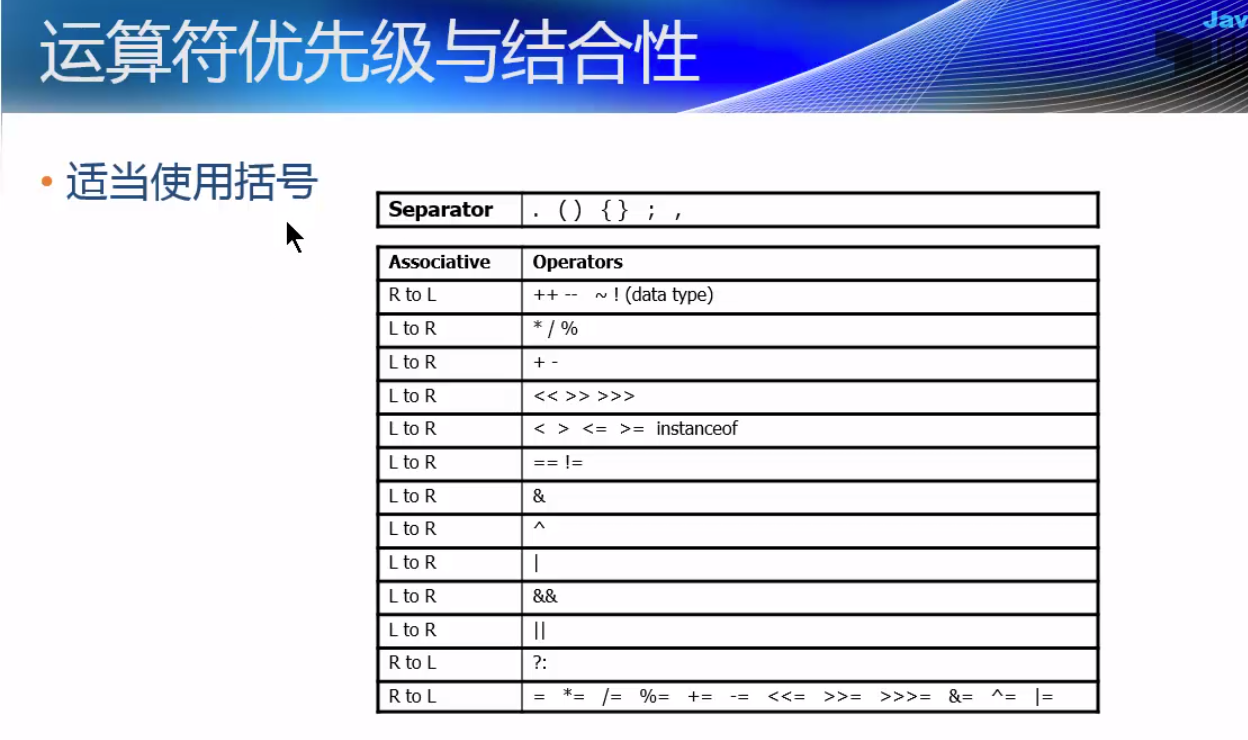 Jav
运算符优先级与结合性
• 适当使用括号
Separator . () {} ; ,
Associative Operators
R to L ++ -- ~ ! (data type)
L to R * / %
L to R + -
L to R << >> >>>
L to R < > <= >= instanceof
L to R == !=
L to R &
L to R ^
L to R |
L to R &&
L to R ||
R to L ?:
R to L = *= /= %= += -= <<= >>= >>>= &= ^= |=